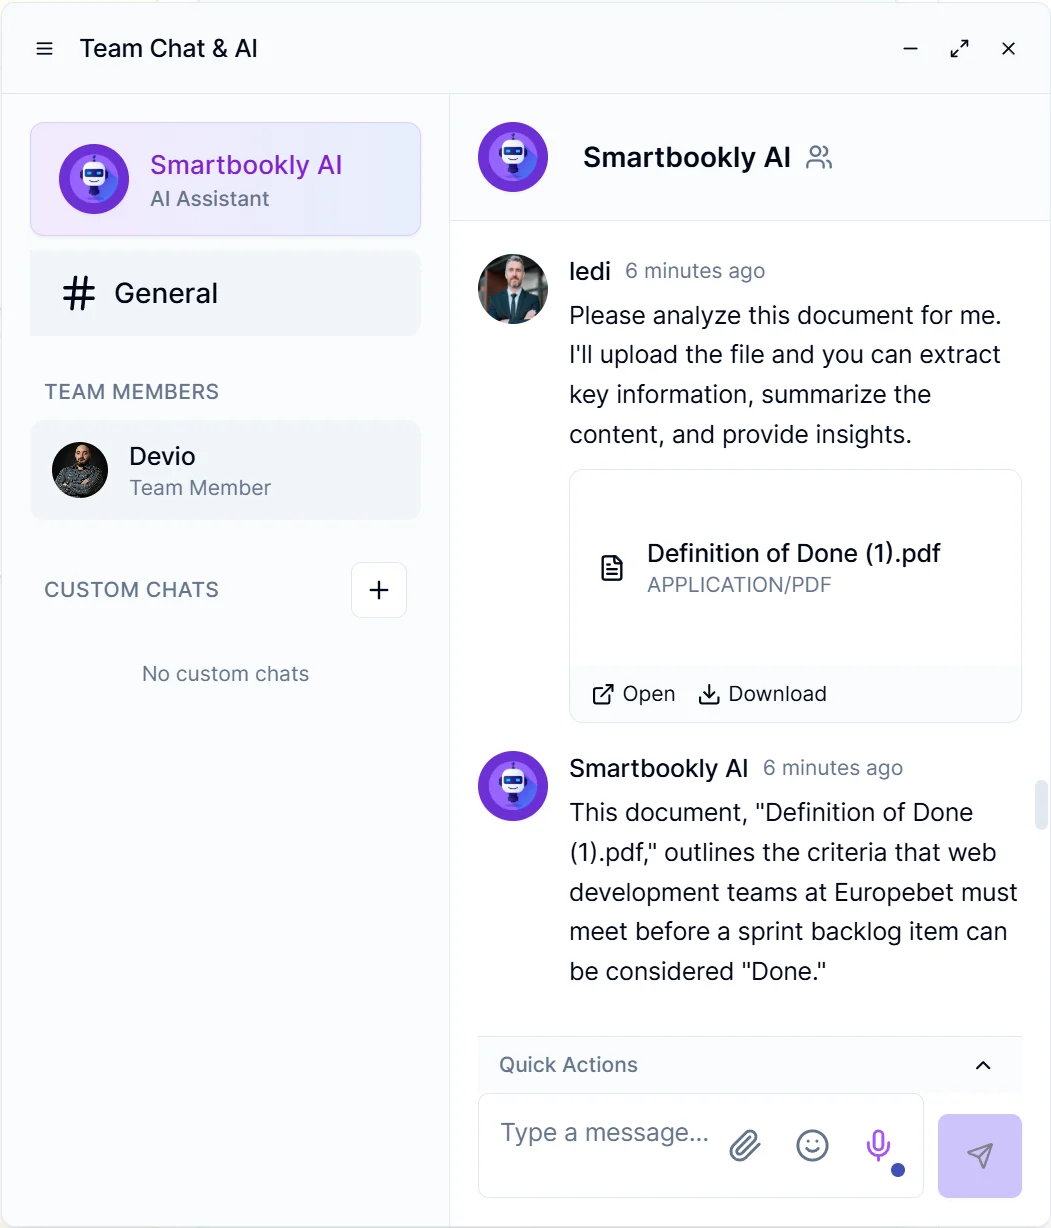 Team Chat & AI
Smartbookly AI
AI Assistant
# General
TEAM MEMBERS
Devio
Team Member
CUSTOM CHATS
+
No custom chats
Smartbookly AI
ledi 6 minutes ago
Please analyze this document for me.
I'll upload the file and you can extract
key information, summarize the
content, and provide insights.
Definition of Done (1).pdf
APPLICATION/PDF
Open Download
Smartbookly AI 6 minutes ago
This document, "Definition of Done
(1).pdf," outlines the criteria that web
development teams at Europebet must
meet before a sprint backlog item can
be considered "Done."
Quick Actions
Type a message...